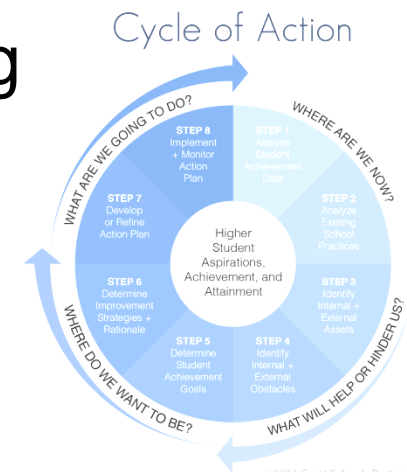 g
Cycle of Action
WHERE ARE WE NOW?
STEP 1
Analyze
Student
Achievement
Data
STEP 2
Analyze
Existing
School
Practices
WHAT WILL HELP OR HINDER US?
STEP 3
Identify
Internal +
External
Assets
STEP 4
Identify
Internal +
External
Obstacles
WHERE DO WE WANT TO BE?
STEP 5
Determine
Student
Achievement
Goals
STEP 6
Determine
Improvement
Strategies +
Rationale
WHAT ARE WE GOING TO DO?
STEP 7
Develop
or Refine
Action Plan
STEP 8
Implement
+ Monitor
Action
Plan
Higher
Student
Aspirations,
Achievement, and
Attainment